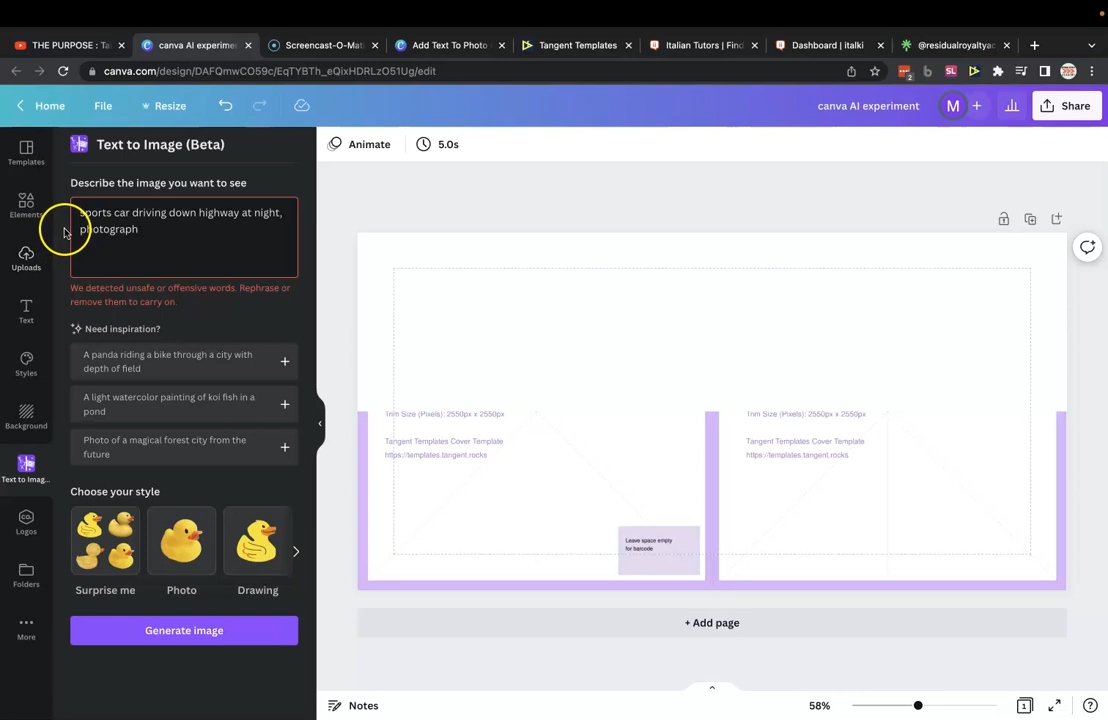 THE PURPOSE : Ta
canva AI experime
Screencast-O-Mati
Add Text To Photo
Tangent Templates
Italian Tutors | Find
Dashboard | italki
@residualroyaltyac
canva.com/design/DAFQmwCO59c/EqTYBTh_eQixHDRLzO51Ug/edit
2
SL
Home
File
Resize
canva AI experiment
M
Share
Templates
Elements
Uploads
Text
Styles
Background
Text to Imag...
CO.
Logos
Folders
More
Text to Image (Beta)
Describe the image you want to see
sports car driving down highway at night,
photograph
We detected unsafe or offensive words. Rephrase or
remove them to carry on.
Need inspiration?
A panda riding a bike through a city with
depth of field
A light watercolor painting of koi fish in a
pond
Photo of a magical forest city from the
future
Choose your style
Surprise me
Photo
Drawing
Generate image
Animate
5.0s
Trim Size (Pixels): 2550px x 2550px
Tangent Templates Cover Template
https://templates.tangent.rocks
Leave space empty
for barcode
Trim Size (Pixels): 2550px x 2550px
Tangent Templates Cover Template
https://templates.tangent.rocks
+ Add page
Notes
58%
1